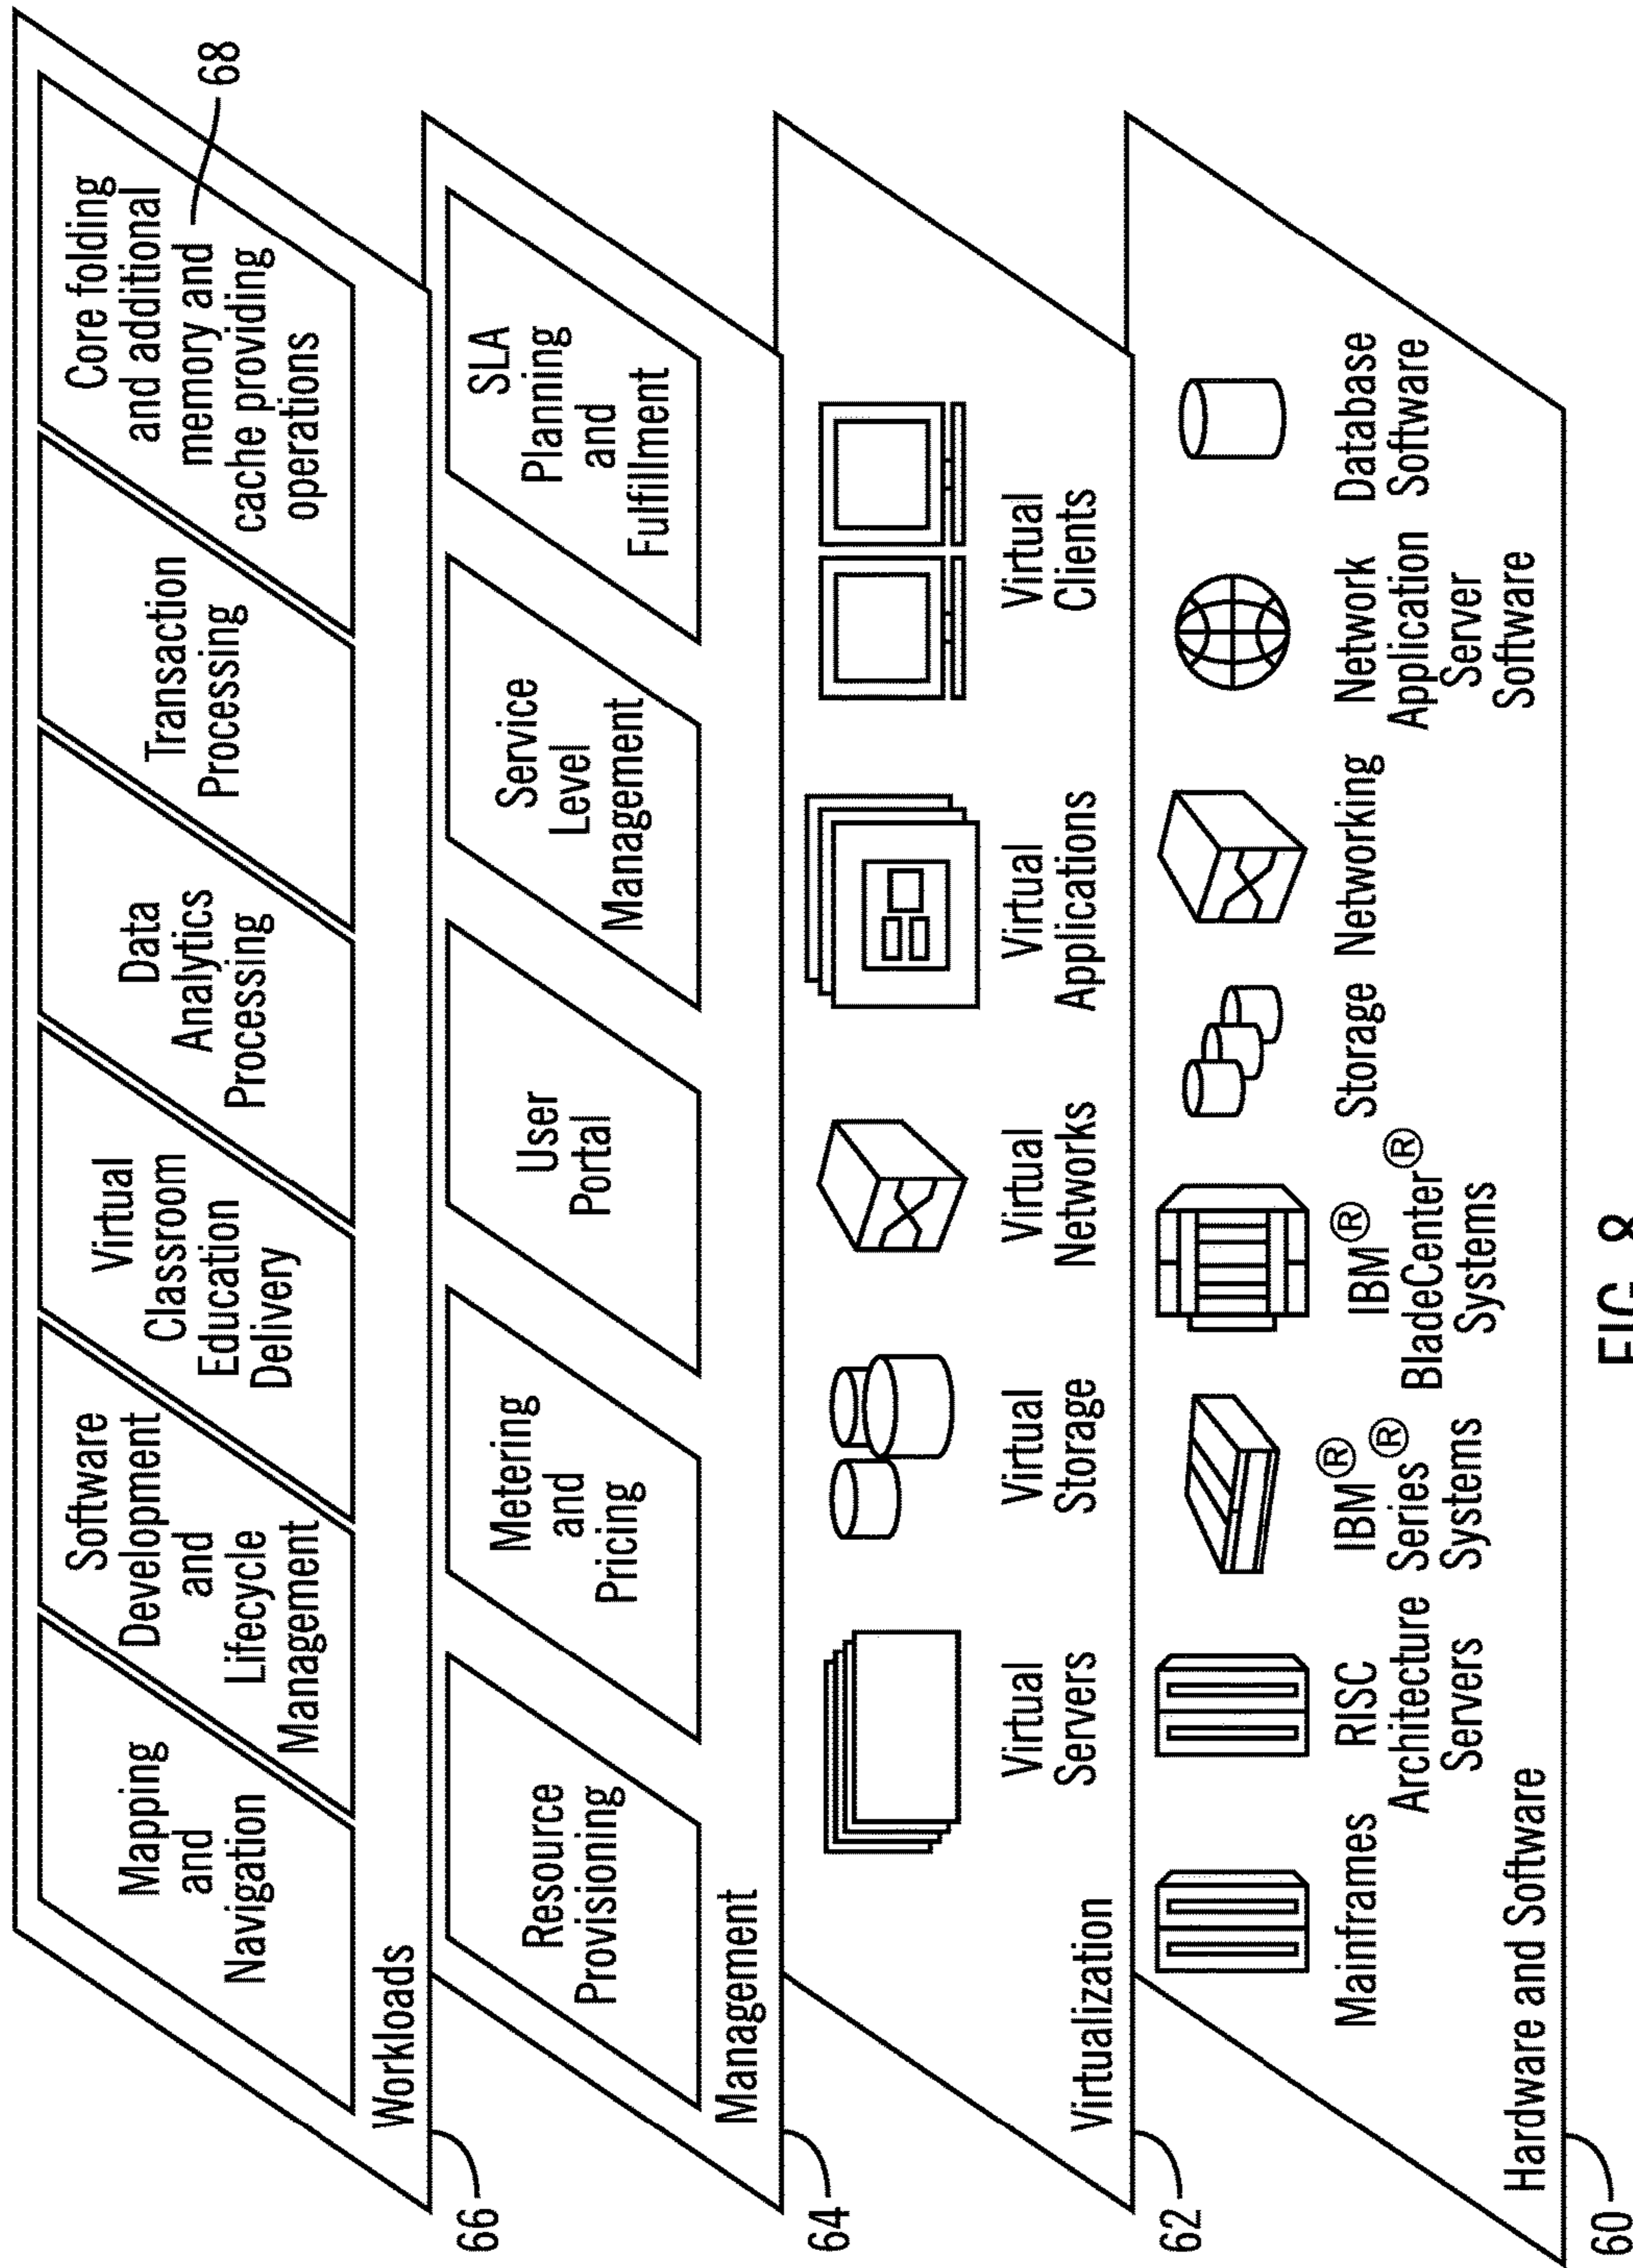 Mapping
and
Navigation
Software
Development
and
Lifecycle
Management
Virtual
Classroom
Education
Delivery
Data
Analytics
Processing
Transaction
Processing
Core folding
and additional
memory and
cache providing
operations
68
Workloads
66
Resource
Provisioning
Metering
and
Pricing
User
Portal
Service
Level
Management
SLA
Planning
and
Fulfillment
Management
64
Virtual
Servers
Virtual
Storage
Virtual
Networks
Virtual
Applications
Virtual
Clients
Virtualization
62
Mainframes
RISC
Architecture
Servers
IBM®
Series®
Systems
IBM®
BladeCenter®
Systems
Storage
Networking
Network
Application
Server
Software
Database
Software
Hardware and Software
60
FIG. 8